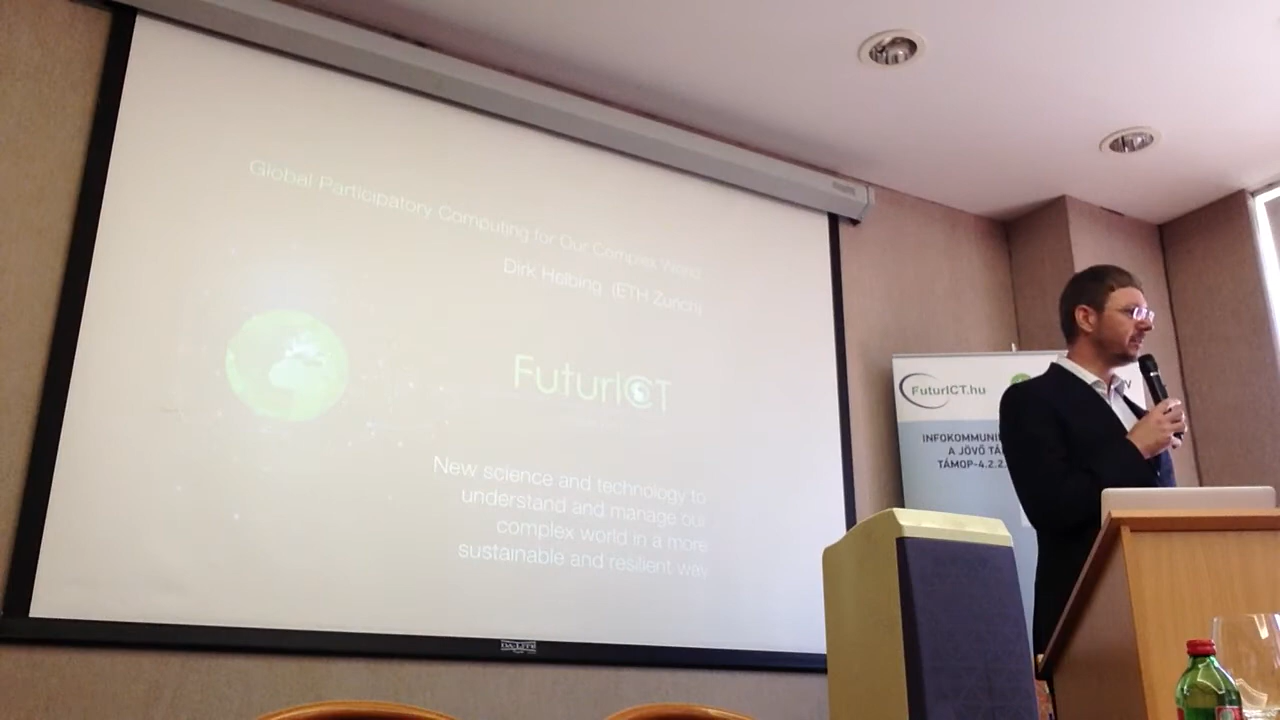 Global Participatory Computing for Our Complex World
Dirk Helbing (ETH Zurich)
FuturICT
New science and technology to
understand and manage our
complex world in a more
sustainable and resilient way
DA-LITE
FuturICT.hu
INFOKOMMUNI
A JÖVŐ TÁ
TÁMOP-4.2.2.